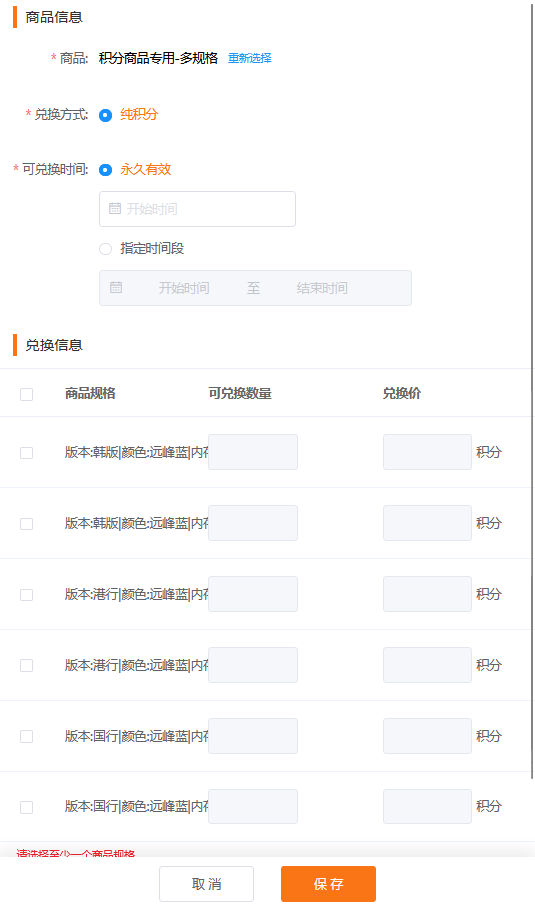 商品信息
* 商品: 积分商品专用-多规格 重新选择
* 兑换方式: 纯积分
* 可兑换时间: 永久有效
开始时间
指定时间段
开始时间 至 结束时间
兑换信息
商品规格 可兑换数量 兑换价
版本:韩版|颜色:远峰蓝|内存 积分
版本:韩版|颜色:远峰蓝|内存 积分
版本:港行|颜色:远峰蓝|内存 积分
版本:港行|颜色:远峰蓝|内存 积分
版本:国行|颜色:远峰蓝|内存 积分
版本:国行|颜色:远峰蓝|内存 积分
请选择至少一个商品规格
取消 保存